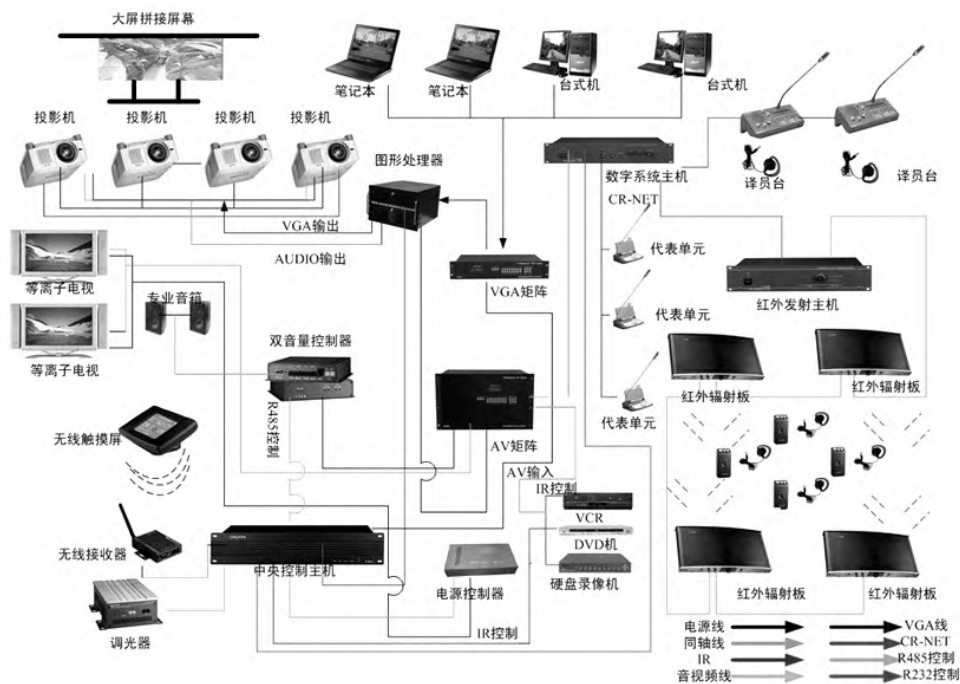 大屏拼接屏幕
笔记本
笔记本
台式机
台式机
投影机
投影机
投影机
投影机
图形处理器
数字系统主机
译员台
译员台
CR-NET
VGA输出
AUDIO输出
代表单元
等离子电视
VGA矩阵
专业音箱
红外发射主机
代表单元
双音量控制器
等离子电视
红外辐射板
红外辐射板
R485控制
代表单元
无线触摸屏
AV矩阵
AV输入
IR控制
VCR
DVD机
无线接收器
中央控制主机
电源控制器
硬盘录像机
红外辐射板
红外辐射板
调光器
IR控制
电源线
VGA线
同轴线
CR-NET
IR
R485控制
音视频线
R232控制